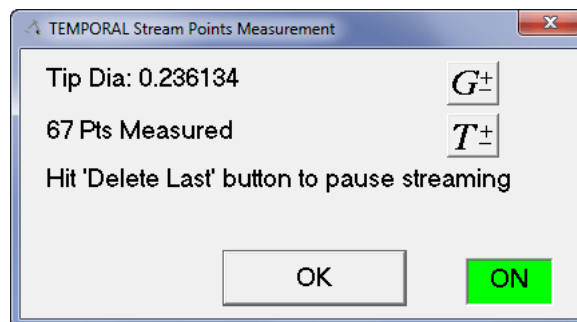 TEMPORAL Stream Points Measurement
Tip Dia: 0.236134
G±
67 Pts Measured
T±
Hit 'Delete Last' button to pause streaming
OK
ON